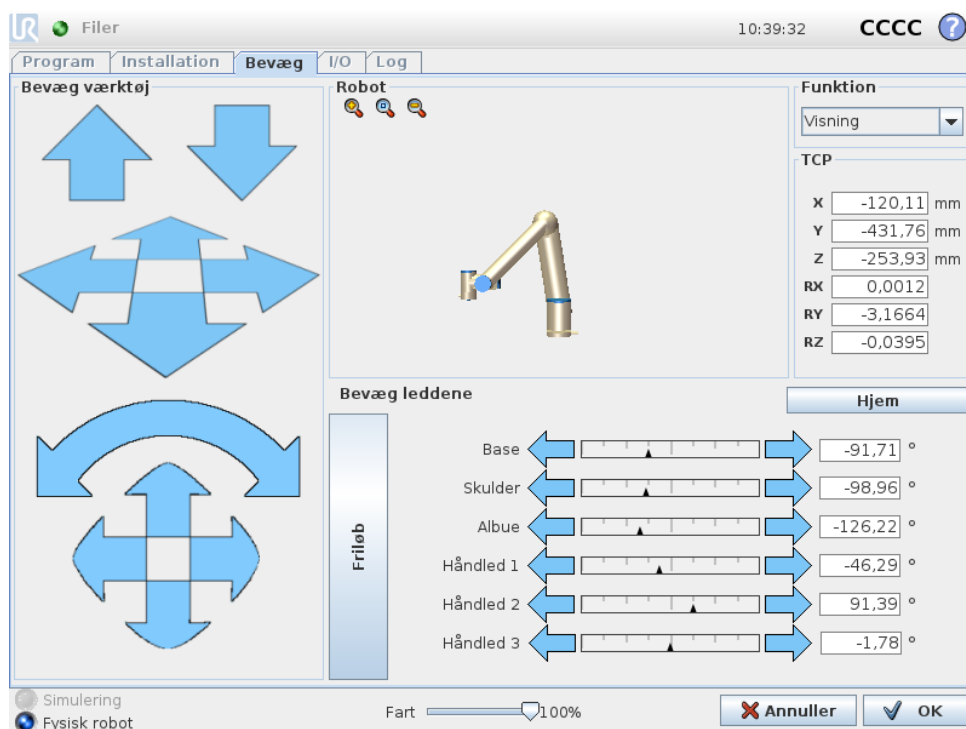 UR Filer 10:39:32 CCCC ?
Program Installation Bevæg I/O Log
Bevæg værktøj
Robot
Funktion
Visning
TCP
X -120,11 mm
Y -431,76 mm
Z -253,93 mm
RX 0,0012
RY -3,1664
RZ -0,0395
Bevæg leddene
Hjem
Friløb
Base -91,71 °
Skulder -98,96 °
Albue -126,22 °
Håndled 1 -46,29 °
Håndled 2 91,39 °
Håndled 3 -1,78 °
Simulering
Fysisk robot
Fart 100%
Annuller
OK